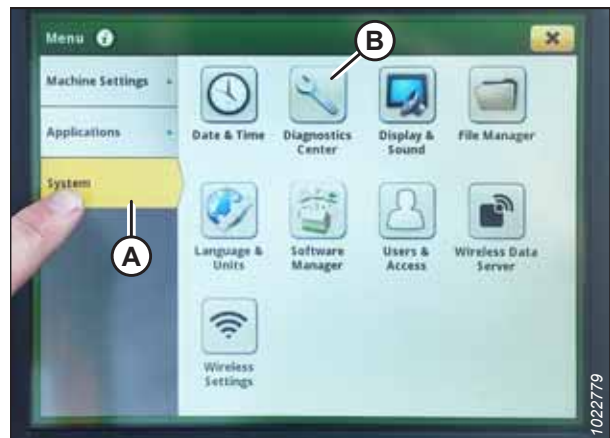 Menu i
B
X
Machine Settings
Applications
System
A
Date & Time
Diagnostics
Center
Display &
Sound
File Manager
Language &
Units
Software
Manager
Users &
Access
Wireless Data
Server
Wireless
Settings
1022779